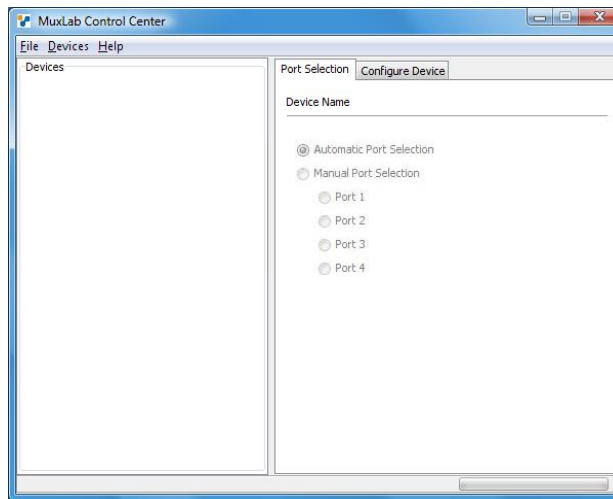 MuxLab Control Center
File Devices Help
Devices
Port Selection Configure Device
Device Name
Automatic Port Selection
Manual Port Selection
Port 1
Port 2
Port 3
Port 4